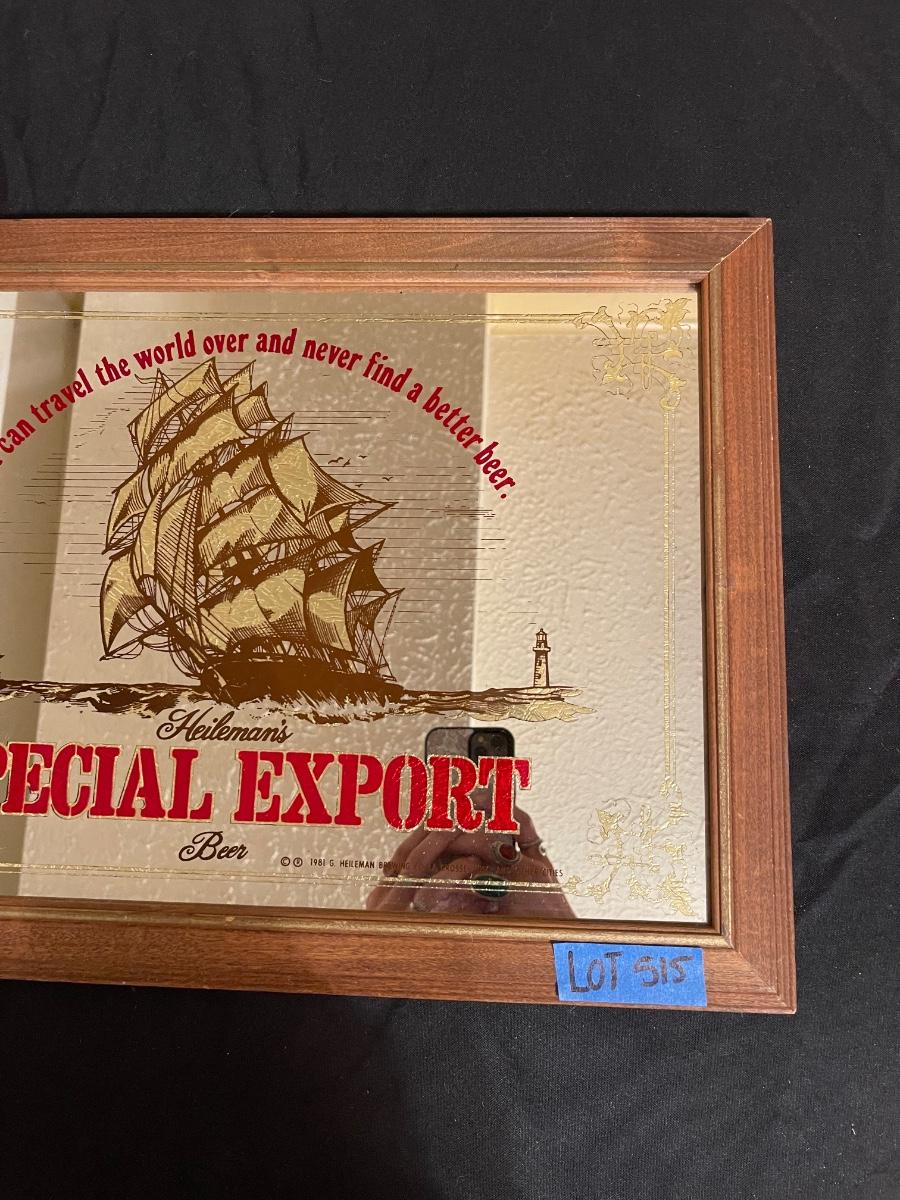 can travel the world over and never find a better beer.
Heileman's
PECIAL EXPORT
Beer
©® 1981 G. HEILEMAN BREWING CITIES
LOT 515